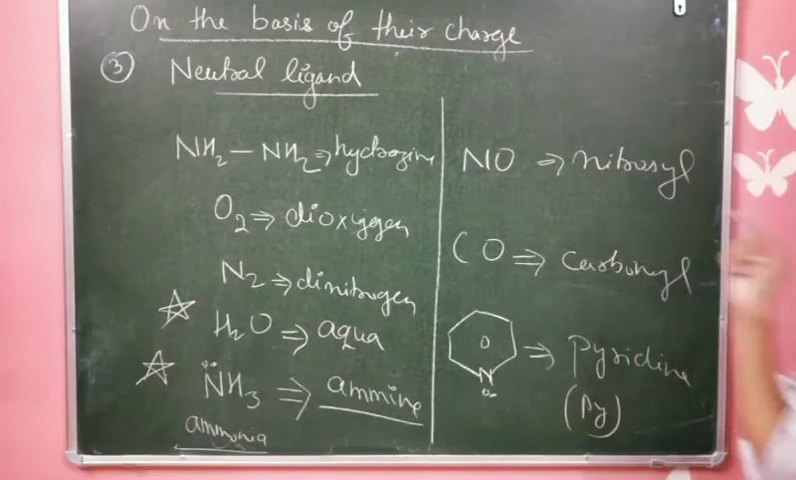 On the basis of their charge
③ Neutral ligand
NH₂ — NH₂ ⇒ hydrazine
O₂ ⇒ dioxygen
N₂ ⇒ dinitrogen
☆ H₂O ⇒ aqua
☆ N̈H₃ ⇒ ammine
ammonia
NO ⇒ nitrosyl
CO ⇒ carbonyl
N ⇒ Pyridine
(Py)